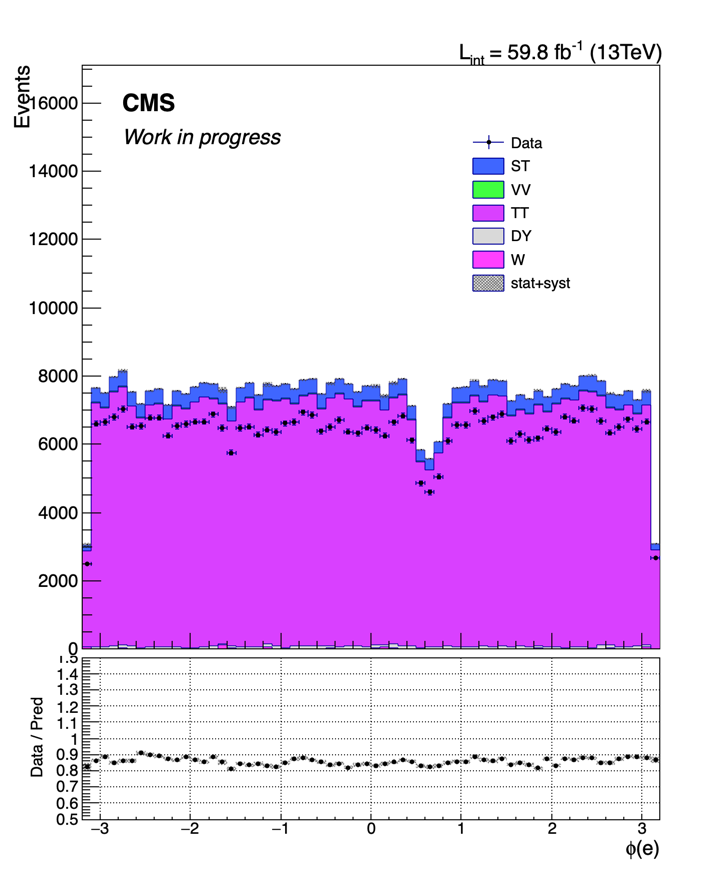 L_int = 59.8 fb⁻¹ (13TeV)
Events
16000
CMS
Work in progress
14000
Data
ST
VV
TT
DY
W
stat+syst
12000
10000
8000
6000
4000
2000
0
Data / Pred
1.5
1.4
1.3
1.2
1.1
1
0.9
0.8
0.7
0.6
0.5
−3 −2 −1 0 1 2 3
ϕ(e)